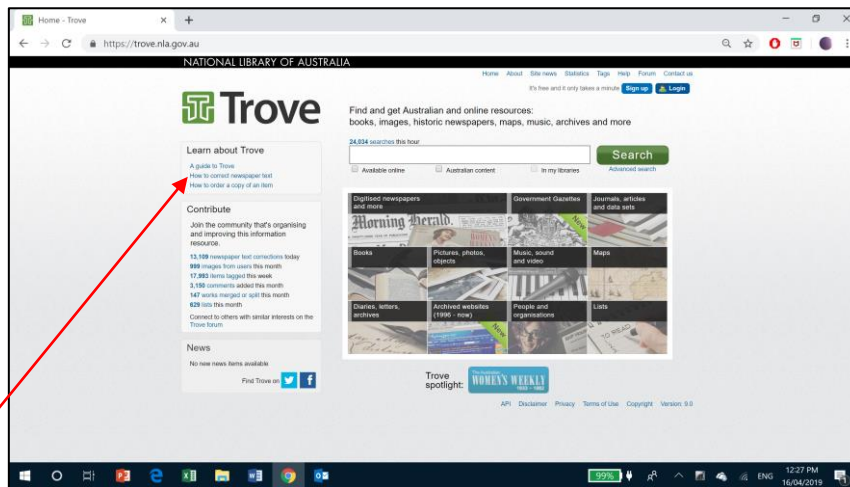 Home - Trove
https://trove.nla.gov.au
NATIONAL LIBRARY OF AUSTRALIA
Home About Site news Statistics Tags Help Forum Contact us
It's free and it only takes a minute Sign up Login
Trove
Find and get Australian and online resources:
books, images, historic newspapers, maps, music, archives and more
24,034 searches this hour
Search
Available online Australian content In my libraries Advanced search
Learn about Trove
A guide to Trove
How to correct newspaper text
How to order a copy of an item
Contribute
Join the community that's organising
and improving this information
resource.
13,109 newspaper text corrections today
999 images from users this month
17,983 items tagged this week
3,150 comments added this month
147 works merged or split this month
629 lists this month
Connect to others with similar interests on the
Trove forum
News
No new news items available
Find Trove on
Digitised newspapers
and more
Government Gazettes
Journals, articles
and data sets
Morning Herald.
New
Books
Pictures, photos,
objects
Music, sound
and video
Maps
Diaries, letters,
archives
Archived websites
(1996 - now)
New
People and
organisations
Lists
TO READ
Trove
spotlight:
The Australian
WOMEN'S WEEKLY
1933 - 1982
API Disclaimer Privacy Terms of Use Copyright Version: 9.0
99%
ENG
12:27 PM
16/04/2019